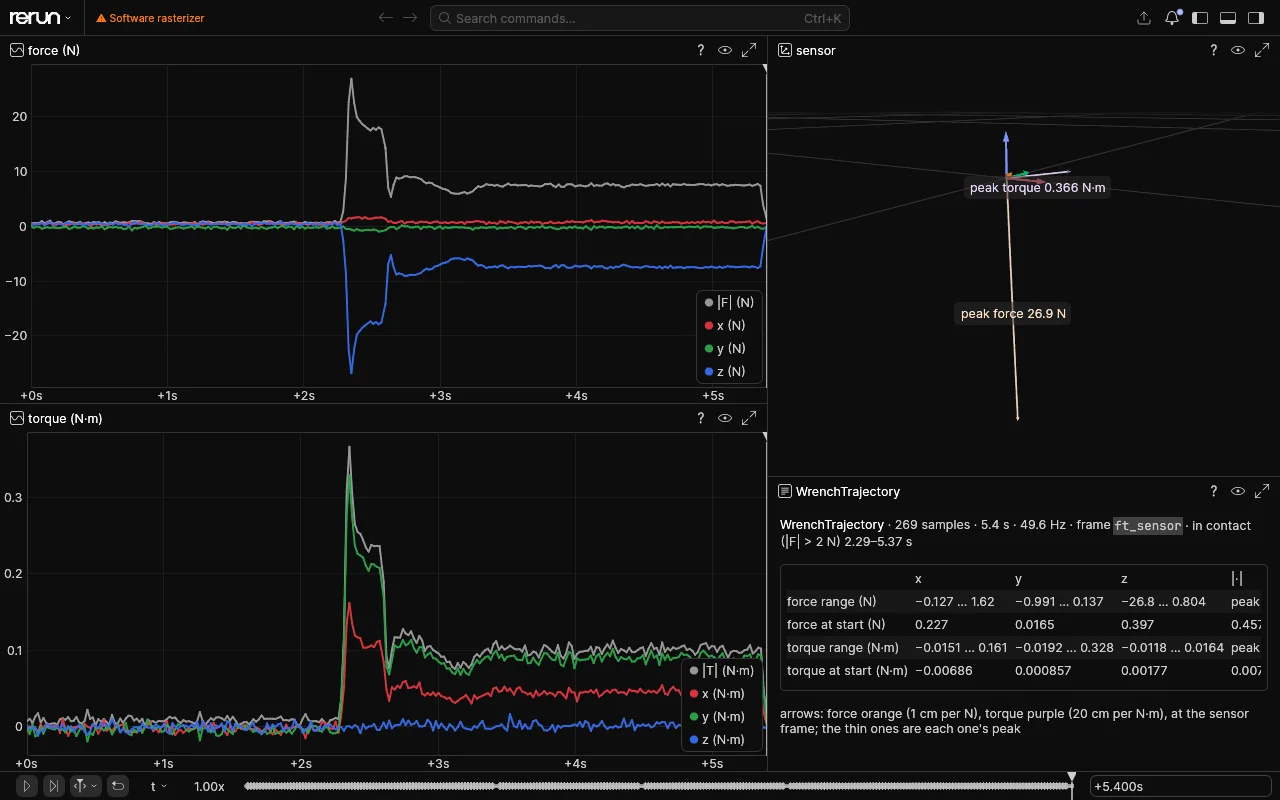 rerun
Software rasterizer
Search commands...
Ctrl+K
force (N)
?
20
10
0
−10
−20
|F| (N)
x (N)
y (N)
z (N)
+0s
+1s
+2s
+3s
+4s
+5s
torque (N·m)
?
0.3
0.2
0.1
0
|T| (N·m)
x (N·m)
y (N·m)
z (N·m)
+0s
+1s
+2s
+3s
+4s
+5s
sensor
?
peak torque 0.366 N·m
peak force 26.9 N
WrenchTrajectory
?
WrenchTrajectory · 269 samples · 5.4 s · 49.6 Hz · frame ft_sensor · in contact
(|F| > 2 N) 2.29–5.37 s
x y z |·|
force range (N) −0.127 … 1.62 −0.991 … 0.137 −26.8 … 0.804 peak
force at start (N) 0.227 0.0165 0.397 0.457
torque range (N·m) −0.0151 … 0.161 −0.0192 … 0.328 −0.0118 … 0.0164 peak
torque at start (N·m) −0.00686 0.000857 0.00177 0.007
arrows: force orange (1 cm per N), torque purple (20 cm per N·m), at the sensor
frame; the thin ones are each one's peak
t
1.00x
+5.400s